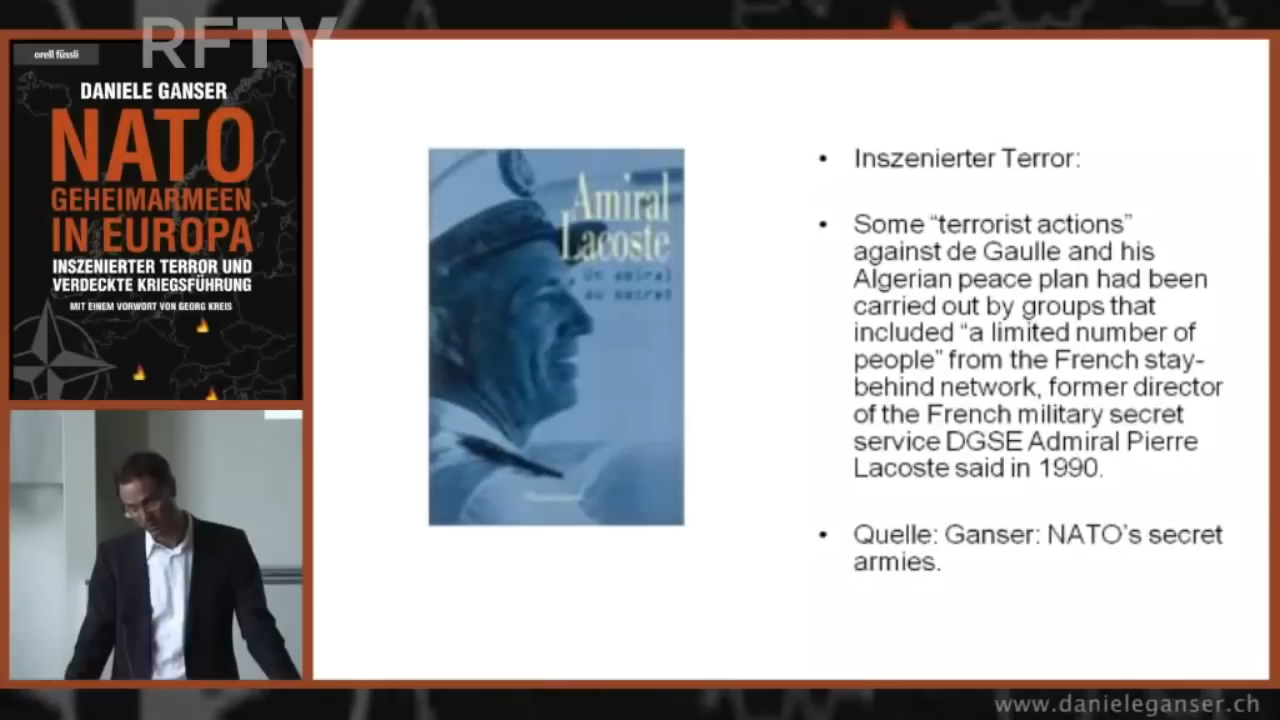 RFTV
orell füssli
DANIELE GANSER
NATO
GEHEIMARMEEN
IN EUROPA
INSZENIERTER TERROR UND
VERDECKTE KRIEGSFÜHRUNG
MIT EINEM VORWORT VON GEORG KREIS
Amiral
Lacoste
Un amiral
au secret
• Inszenierter Terror:
• Some “terrorist actions”
against de Gaulle and his
Algerian peace plan had been
carried out by groups that
included “a limited number of
people” from the French stay-
behind network, former director
of the French military secret
service DGSE Admiral Pierre
Lacoste said in 1990.
• Quelle: Ganser: NATO’s secret
armies.
www.danieleganser.ch